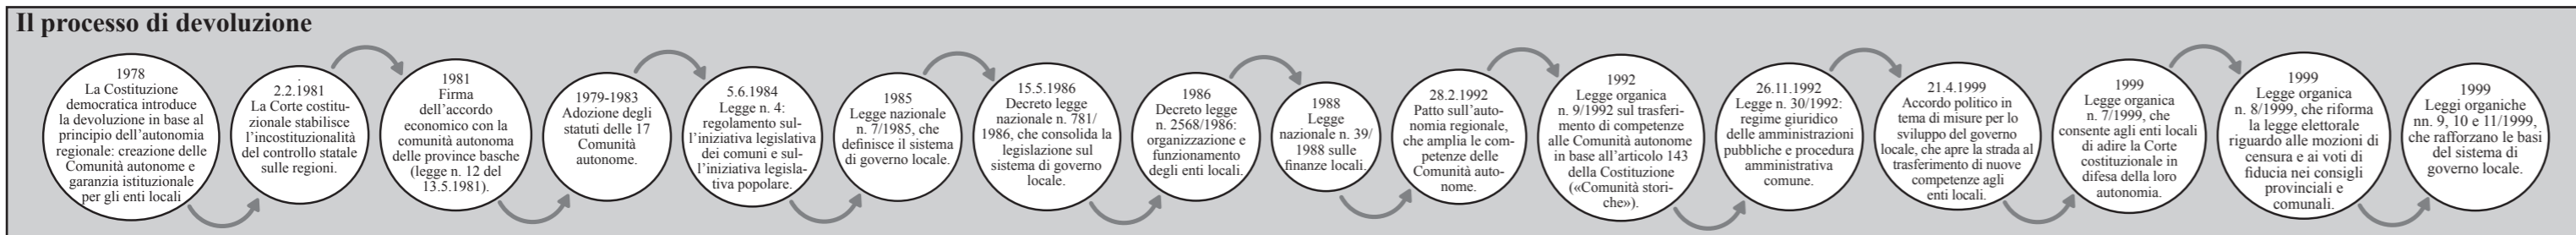 Il processo di devoluzione
1978
La Costituzione
democratica introduce
la devoluzione in base al
principio dell'autonomia
regionale: creazione delle
Comunità autonome e
garanzia istituzionale
per gli enti locali
2.2.1981
La Corte costitu-
zionale stabilisce
l'incostituzionalità
del controllo statale
sulle regioni.
1981
Firma
dell'accordo
economico con la
comunità autonoma
delle province basche
(legge n. 12 del
13.5.1981).
1979-1983
Adozione degli
statuti delle 17
Comunità
autonome.
5.6.1984
Legge n. 4:
regolamento sul-
l'iniziativa legislativa
dei comuni e sul-
l'iniziativa legisla-
tiva popolare.
1985
Legge nazionale
n. 7/1985, che
definisce il sistema
di governo locale.
15.5.1986
Decreto legge
nazionale n. 781/
1986, che consolida la
legislazione sul
sistema di governo
locale.
1986
Decreto legge
n. 2568/1986:
organizzazione e
funzionamento
degli enti locali.
1988
Legge
nazionale n. 39/
1988 sulle
finanze locali.
28.2.1992
Patto sull'auto-
nomia regionale,
che amplia le com-
petenze delle
Comunità auto-
nome.
1992
Legge organica
n. 9/1992 sul trasferi-
mento di competenze
alle Comunità autonome
in base all'articolo 143
della Costituzione
(«Comunità stori-
che»).
26.11.1992
Legge n. 30/1992:
regime giuridico
delle amministrazioni
pubbliche e procedura
amministrativa
comune.
21.4.1999
Accordo politico in
tema di misure per lo
sviluppo del governo
locale, che apre la strada al
trasferimento di nuove
competenze agli
enti locali.
1999
Legge organica
n. 7/1999, che
consente agli enti locali
di adire la Corte
costituzionale in
difesa della loro
autonomia.
1999
Legge organica
n. 8/1999, che riforma
la legge elettorale
riguardo alle mozioni di
censura e ai voti di
fiducia nei consigli
provinciali e
comunali.
1999
Leggi organiche
nn. 9, 10 e 11/1999,
che rafforzano le basi
del sistema di
governo locale.